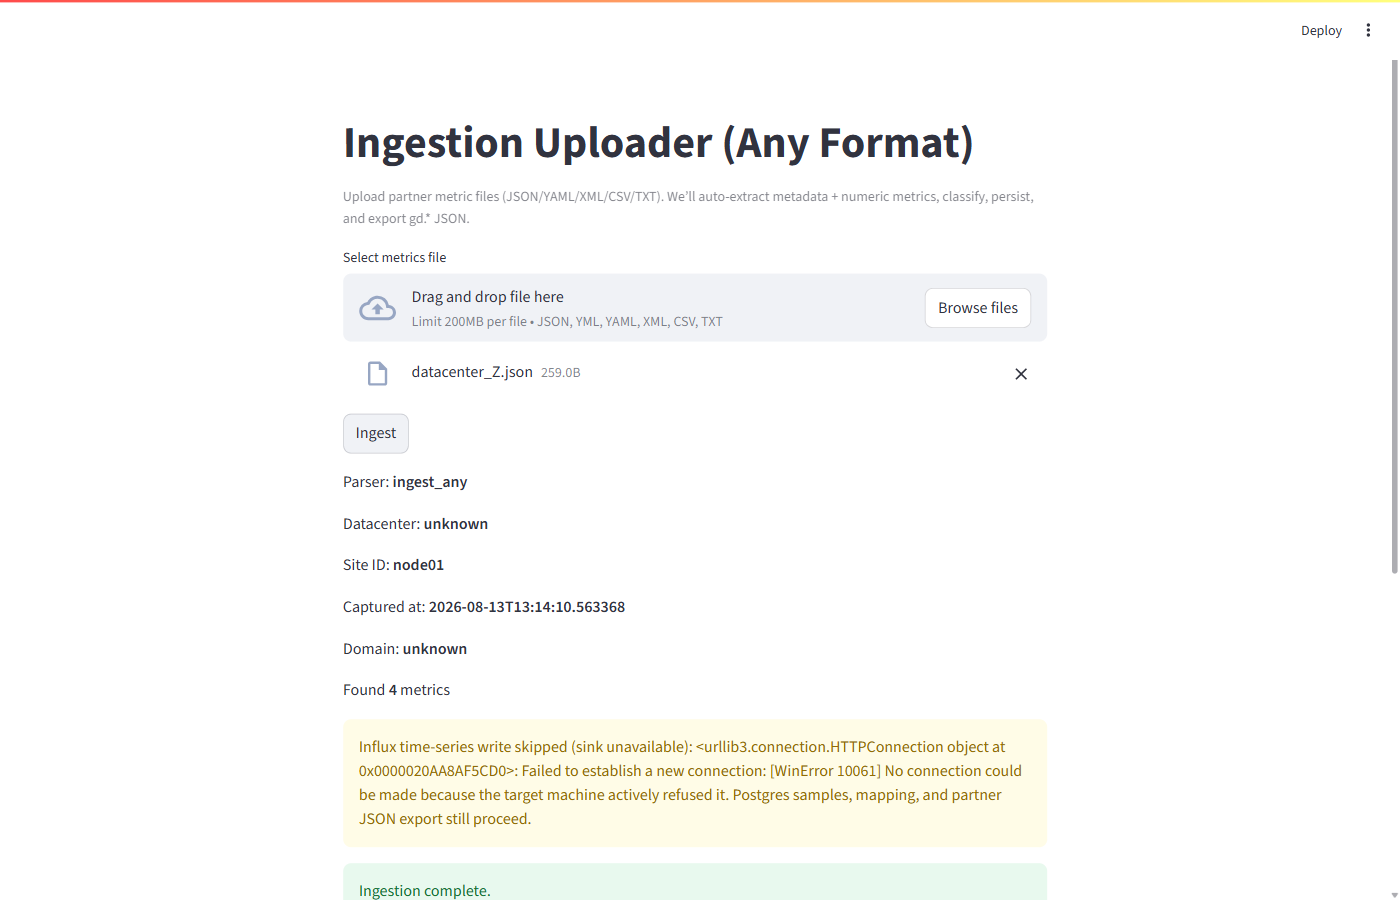 Deploy
Ingestion Uploader (Any Format)
Upload partner metric files (JSON/YAML/XML/CSV/TXT). We'll auto-extract metadata + numeric metrics, classify, persist,
and export gd.* JSON.
Select metrics file
Drag and drop file here
Limit 200MB per file • JSON, YML, YAML, XML, CSV, TXT
Browse files
datacenter_Z.json 259.0B
Ingest
Parser: ingest_any
Datacenter: unknown
Site ID: node01
Captured at: 2026-08-13T13:14:10.563368
Domain: unknown
Found 4 metrics
Influx time-series write skipped (sink unavailable): <urllib3.connection.HTTPConnection object at
0x0000020AA8AF5CD0>: Failed to establish a new connection: [WinError 10061] No connection could
be made because the target machine actively refused it. Postgres samples, mapping, and partner
JSON export still proceed.
Ingestion complete.